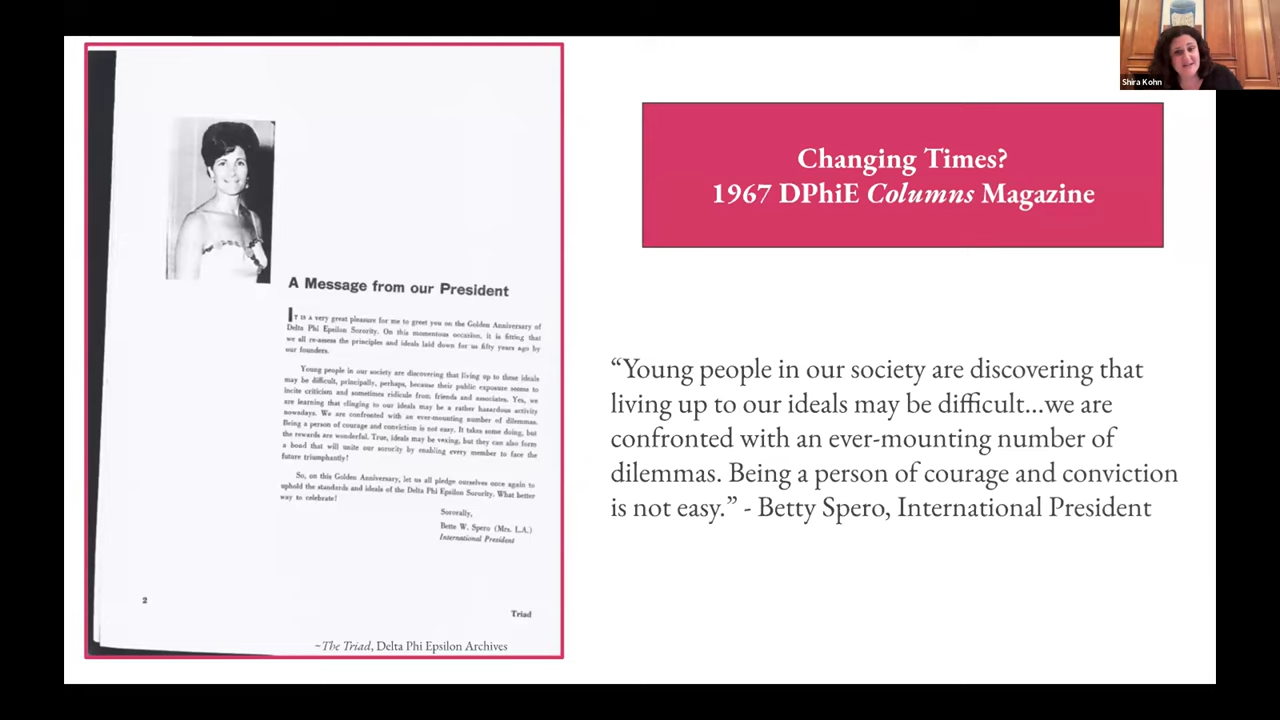 Shira Kohn
A Message from our President
IT IS A very great pleasure for me to greet you on the Golden Anniversary of
Delta Phi Epsilon Sorority. On this momentous occasion, it is fitting that
we all re-assess the principles and ideals laid down for us fifty years ago by
our founders.
Young people in our society are discovering that living up to these ideals
may be difficult, principally, perhaps, because their public exposure seems to
incite criticism and sometimes ridicule from friends and associates. Yes, we
are learning that clinging to our ideals may be a rather hazardous activity
nowadays. We are confronted with an ever-mounting number of dilemmas.
Being a person of courage and conviction is not easy. It takes some doing, but
the rewards are wonderful. True, ideals may be vexing, but they can also form
a bond that will unite our sorority by enabling every member to face the
future triumphantly!
So, on this Golden Anniversary, let us all pledge ourselves once again to
uphold the standards and ideals of the Delta Phi Epsilon Sorority. What better
way to celebrate!
Sororally,
Bette W. Spero (Mrs. L.A.)
International President
2
Triad
~The Triad, Delta Phi Epsilon Archives
Changing Times?
1967 DPhiE Columns Magazine
“Young people in our society are discovering that
living up to our ideals may be difficult...we are
confronted with an ever-mounting number of
dilemmas. Being a person of courage and conviction
is not easy.” - Betty Spero, International President